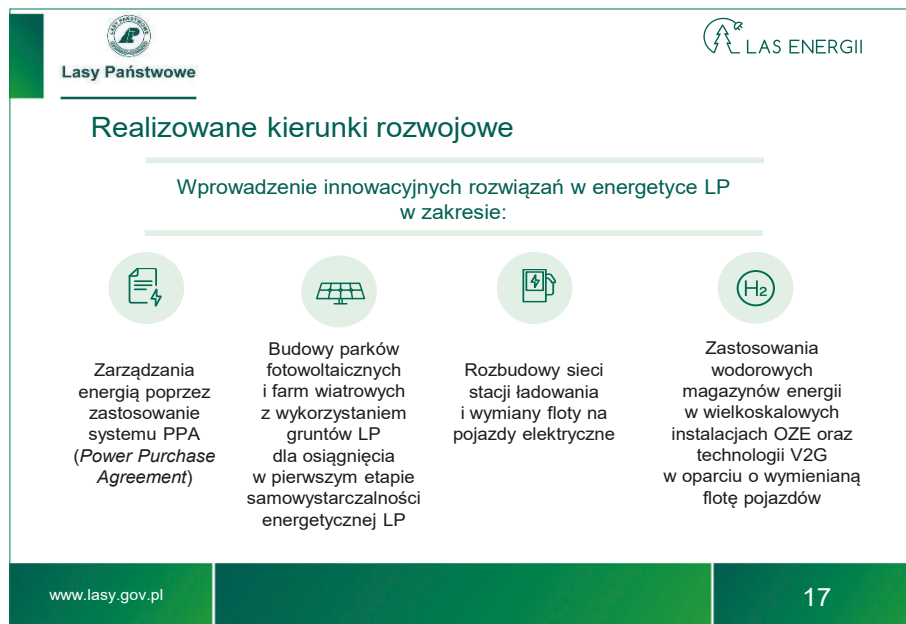 LASY PAŃSTWOWE
Lasy Państwowe
LAS ENERGII
Realizowane kierunki rozwojowe
Wprowadzenie innowacyjnych rozwiązań w energetyce LP
w zakresie:
Zarządzania
energią poprzez
zastosowanie
systemu PPA
(Power Purchase
Agreement)
Budowy parków
fotowoltaicznych
i farm wiatrowych
z wykorzystaniem
gruntów LP
dla osiągnięcia
w pierwszym etapie
samowystarczalności
energetycznej LP
Rozbudowy sieci
stacji ładowania
i wymiany floty na
pojazdy elektryczne
H2
Zastosowania
wodorowych
magazynów energii
w wielkoskalowych
instalacjach OZE oraz
technologii V2G
w oparciu o wymienianą
flotę pojazdów
www.lasy.gov.pl
17